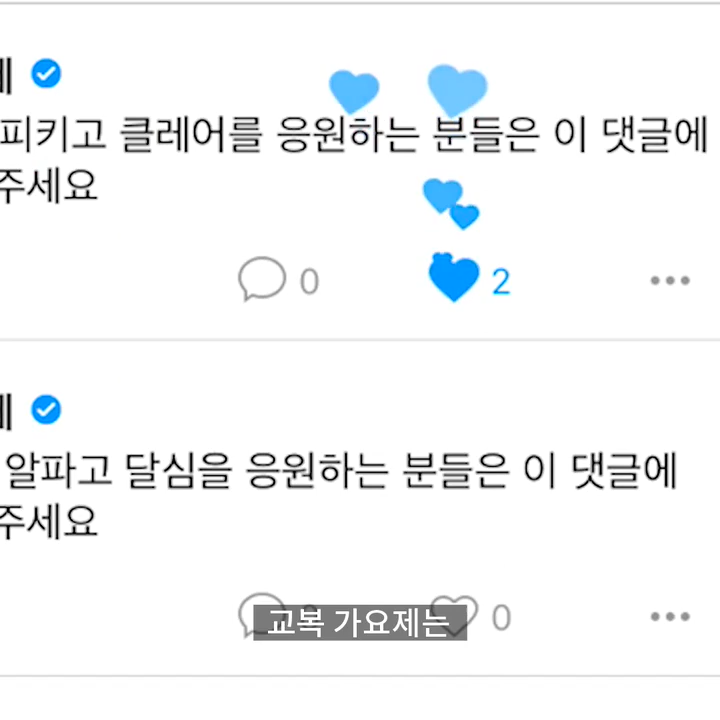 피키고 클레어를 응원하는 분들은 이 댓글에
주세요
0
2
알파고 달심을 응원하는 분들은 이 댓글에
주세요
0
교복 가요제는